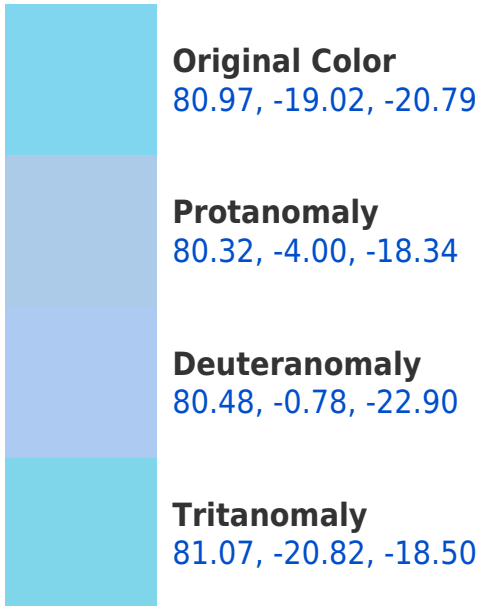 Original Color
80.97, -19.02, -20.79
Protanomaly
80.32, -4.00, -18.34
Deuteranomaly
80.48, -0.78, -22.90
Tritanomaly
81.07, -20.82, -18.50